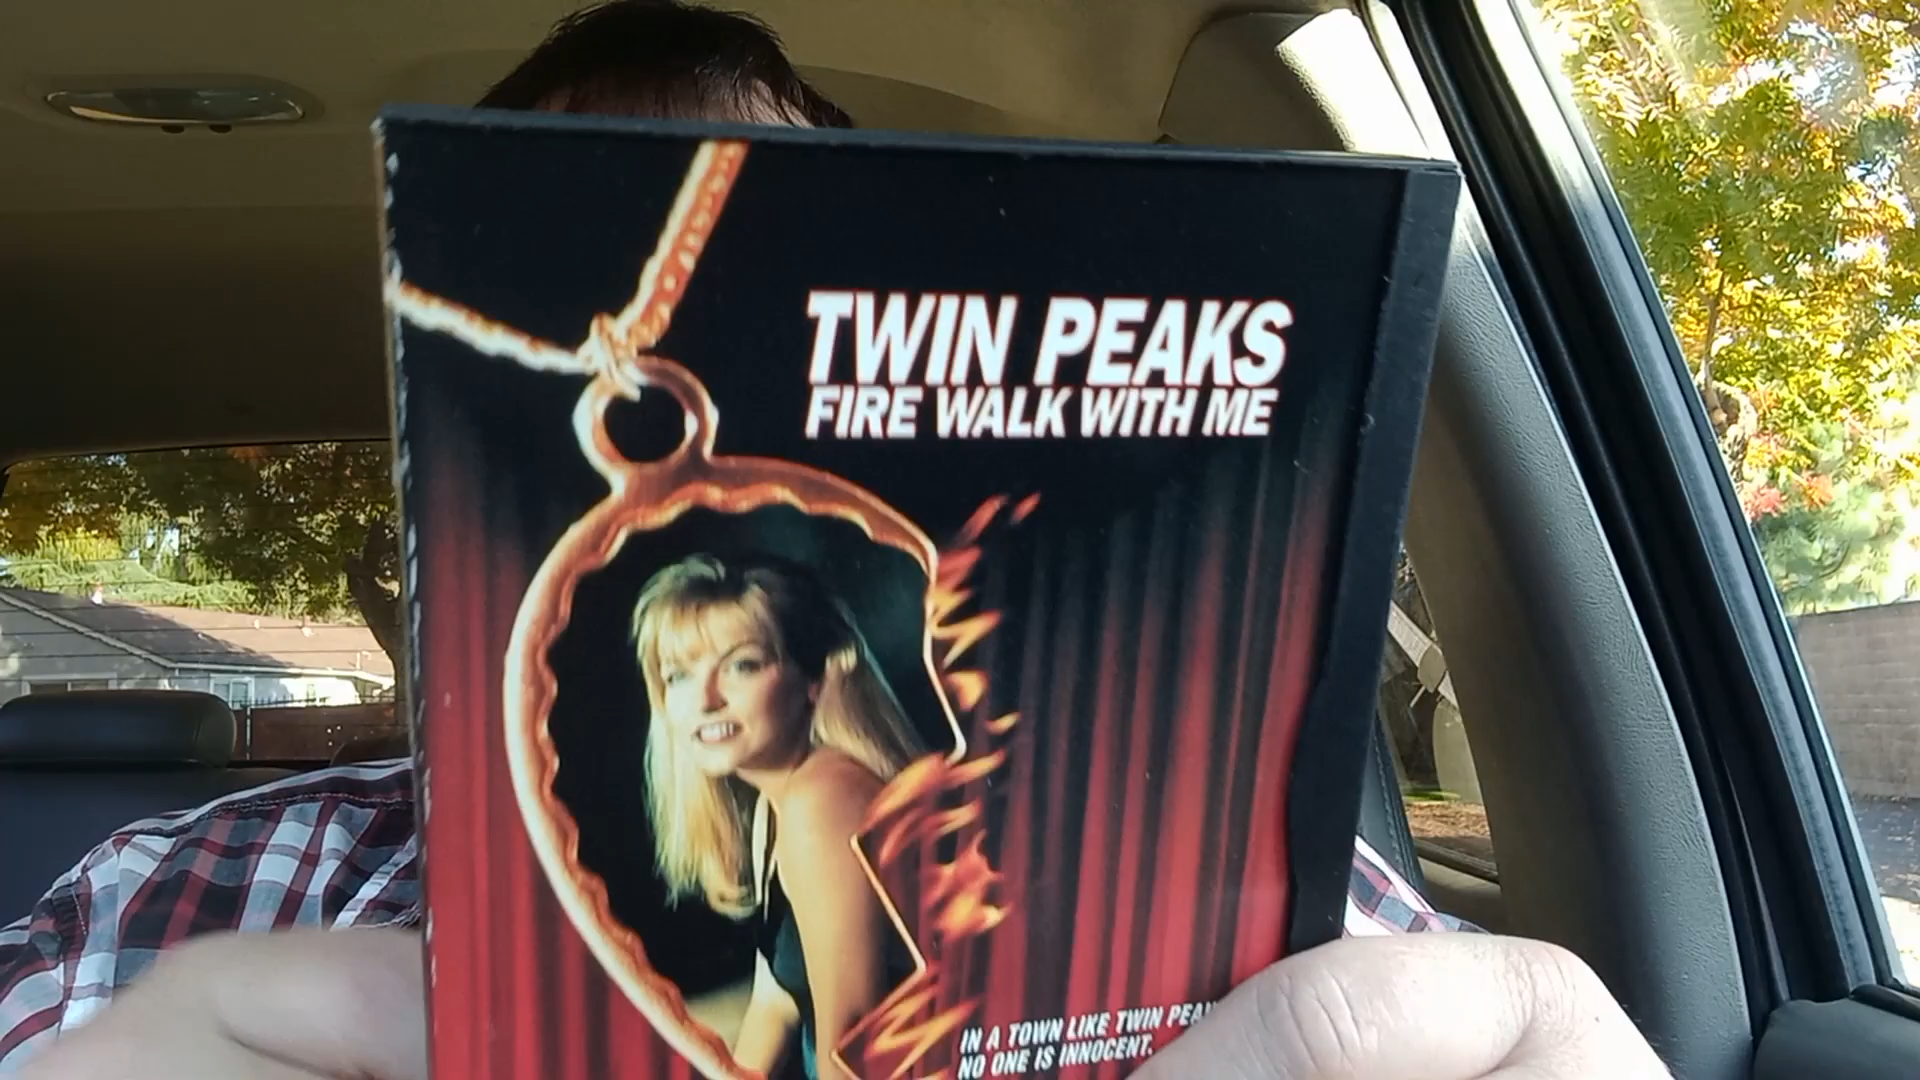 TWIN PEAKS
FIRE WALK WITH ME
IN A TOWN LIKE TWIN
NO ONE IS INNOCENT.